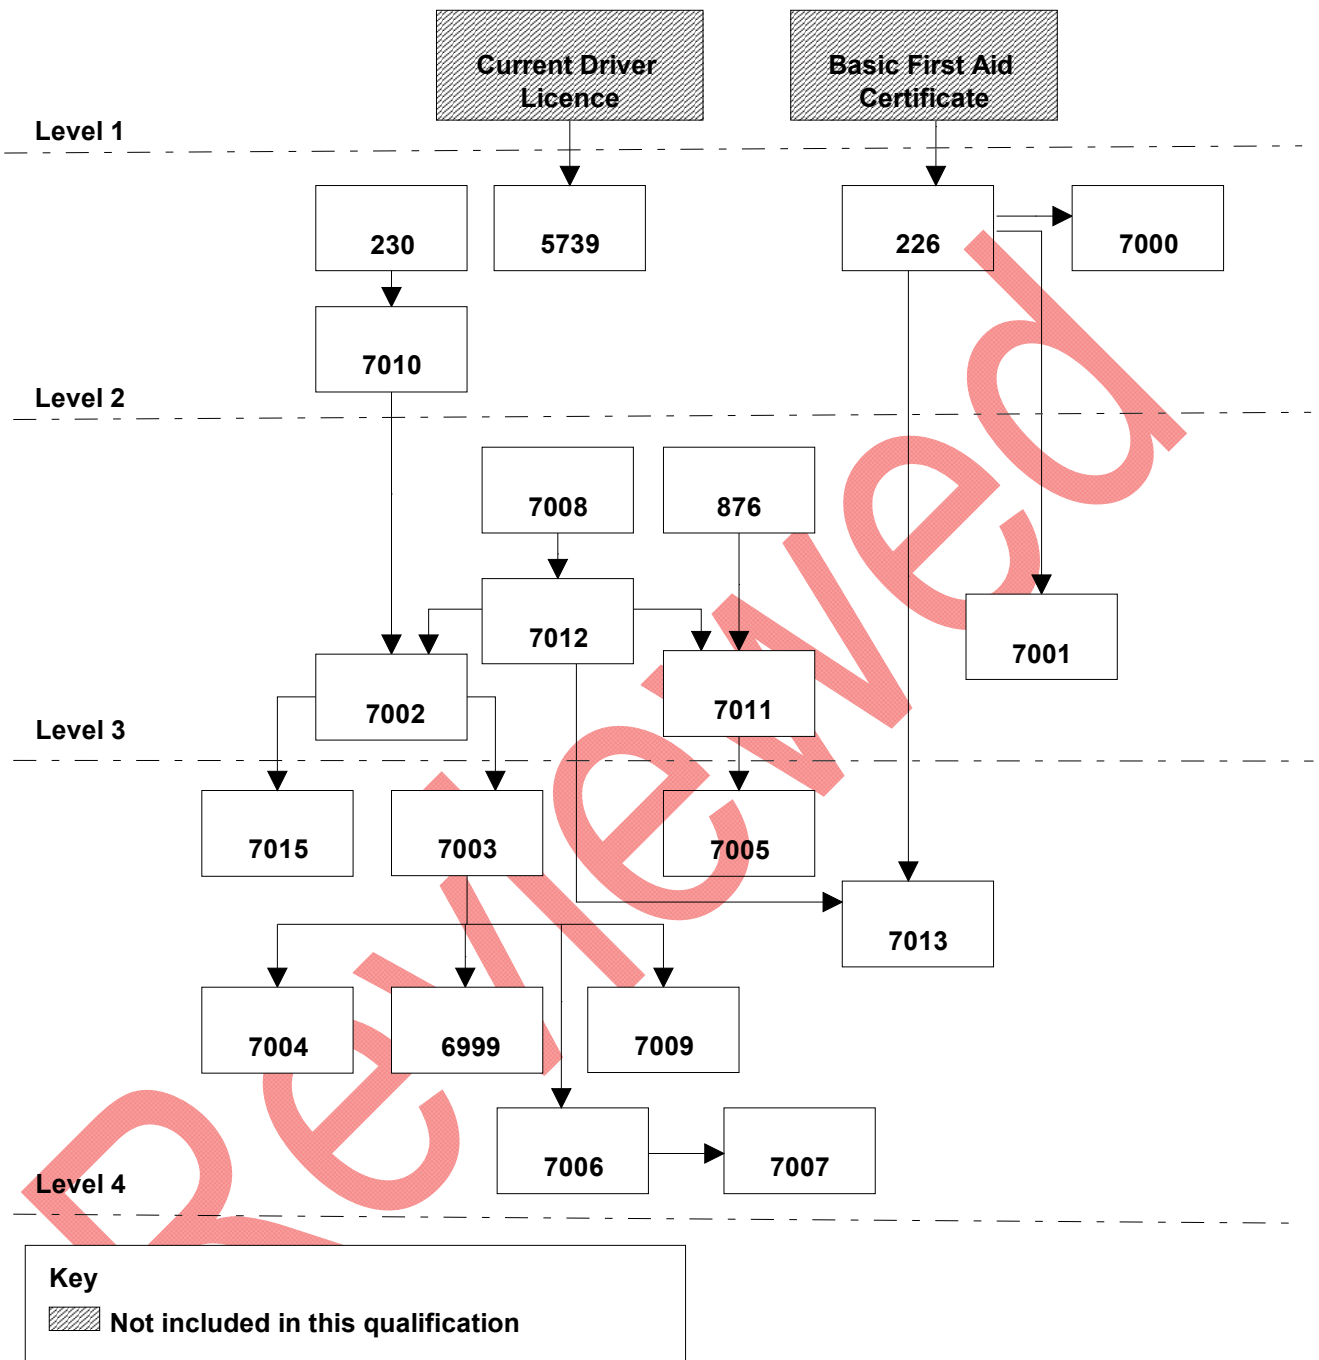 Current Driver
Licence
Basic First Aid
Certificate
Level 1
230
5739
226
7000
7010
Level 2
7008
876
7012
7001
7002
7011
Level 3
7015
7003
7005
7013
7004
6999
7009
7006
7007
Level 4
Reviewed
Key
Not included in this qualification